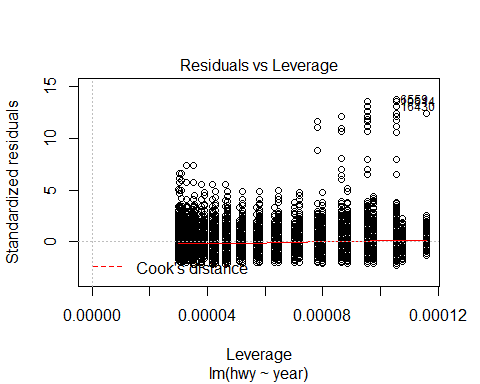 Residuals vs Leverage
Standardized residuals
15
10
5
0
16430
Cook's distance
0.00000
0.00004
0.00008
0.00012
Leverage
lm(hwy ~ year)